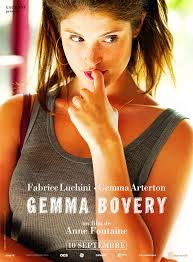 Fabrice Luchini • Gemma Arterton
GEMMA BOVERY
un film de
Anne Fontaine
10 SEPTEMBRE